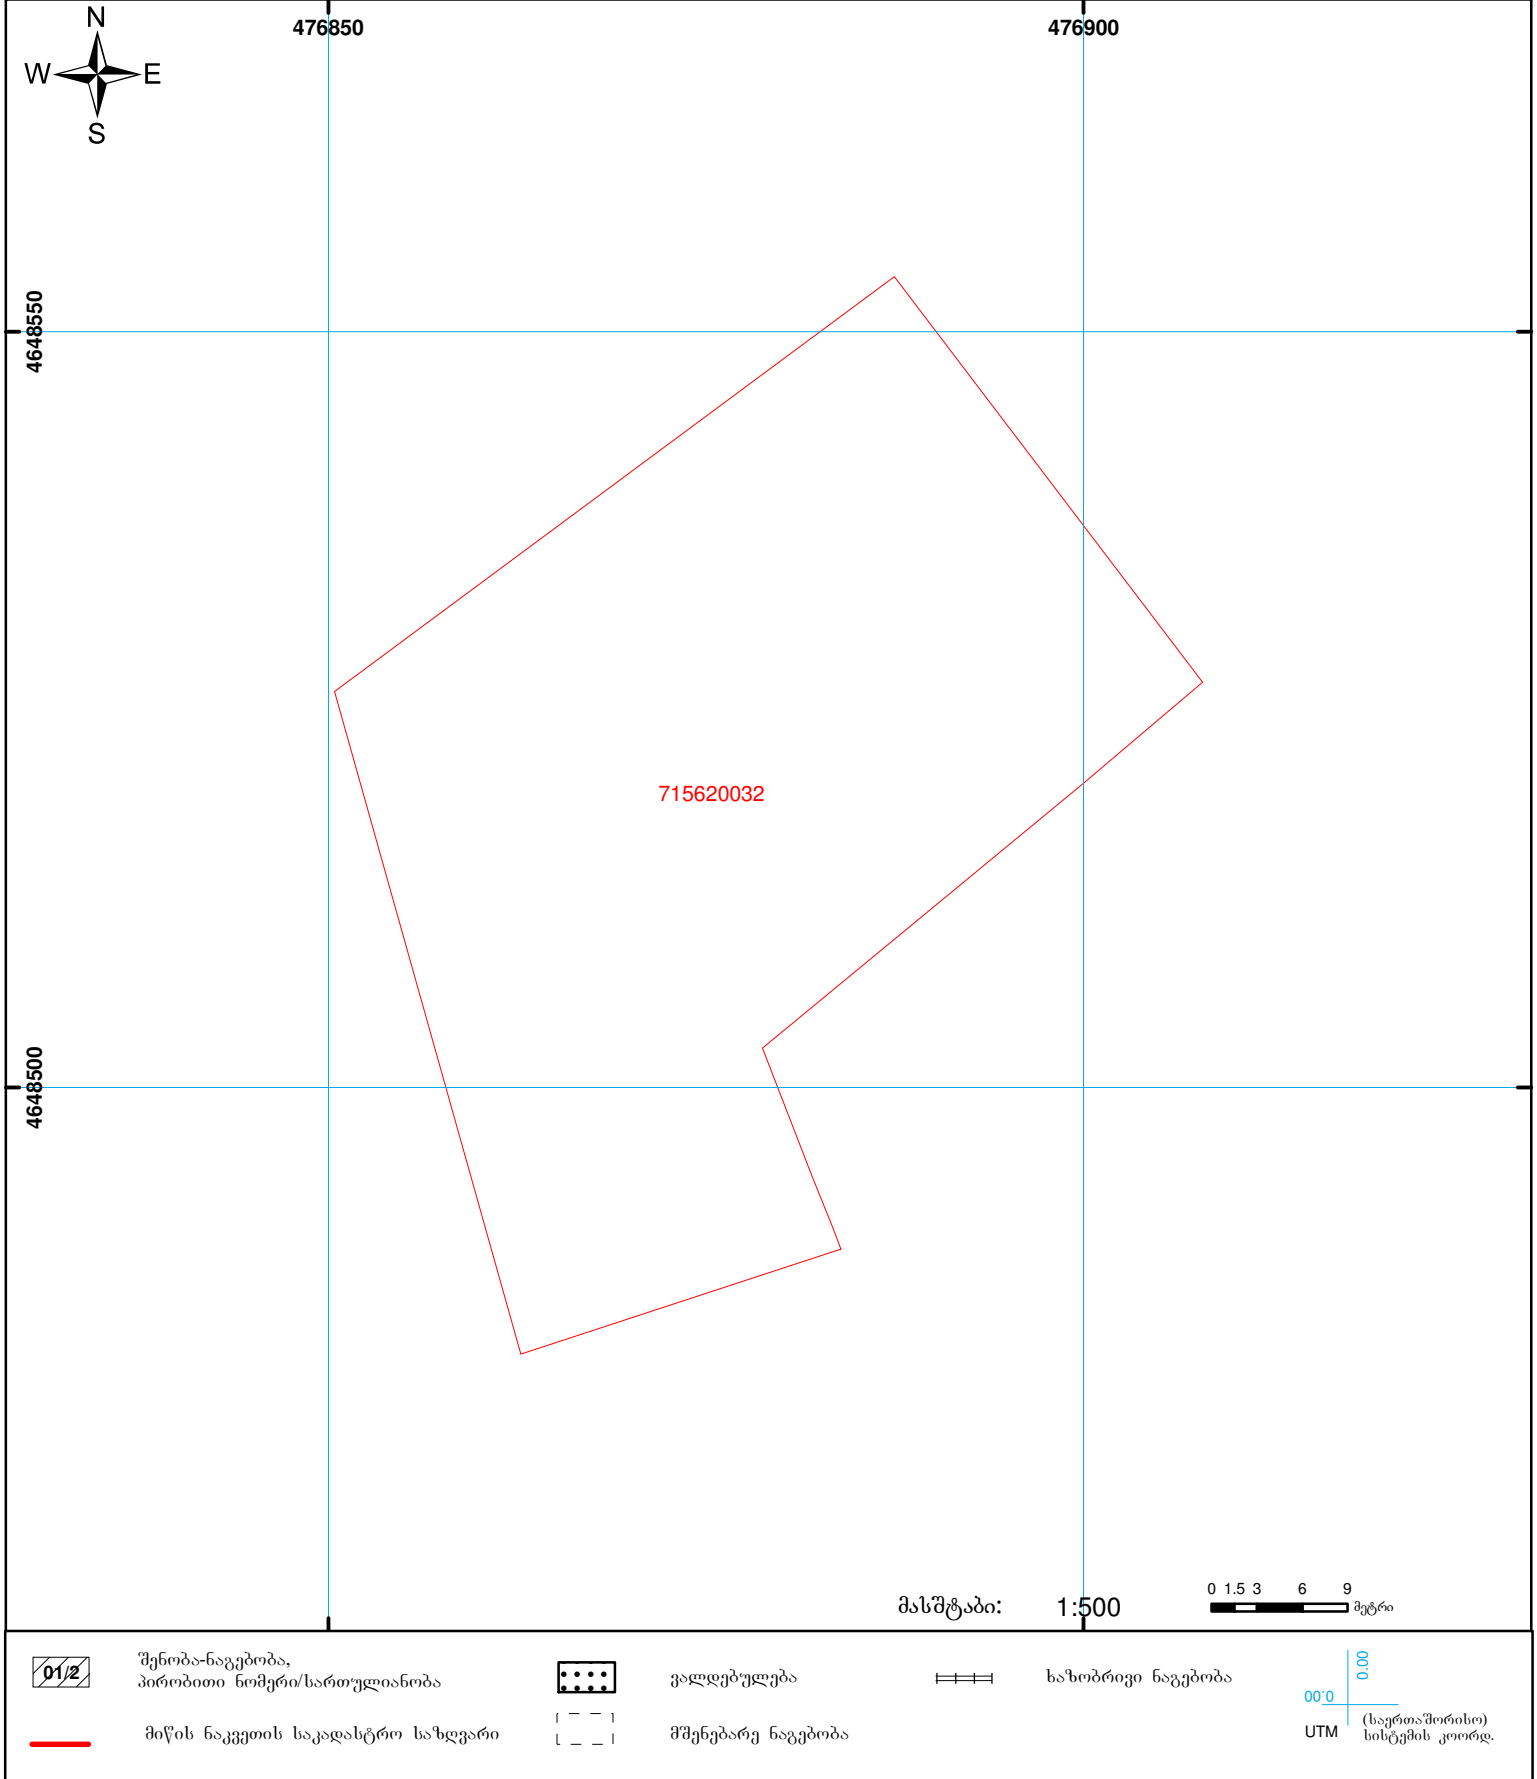 N
W E
S
476850
476900
4648550
4648500
715620032
მასშტაბი: 1:500
0 1.5 3 6 9
მეტრი
01/2
შენობა-ნაგებობა,
პირობითი ნომერი/სართულიანობა
ვალდებულება
ხაზობრივი ნაგებობა
მიწის ნაკვეთის საკადასტრო საზღვარი
მშენებარე ნაგებობა
0.00
0.00
UTM
(საერთაშორისო)
სისტემის კოორდ.